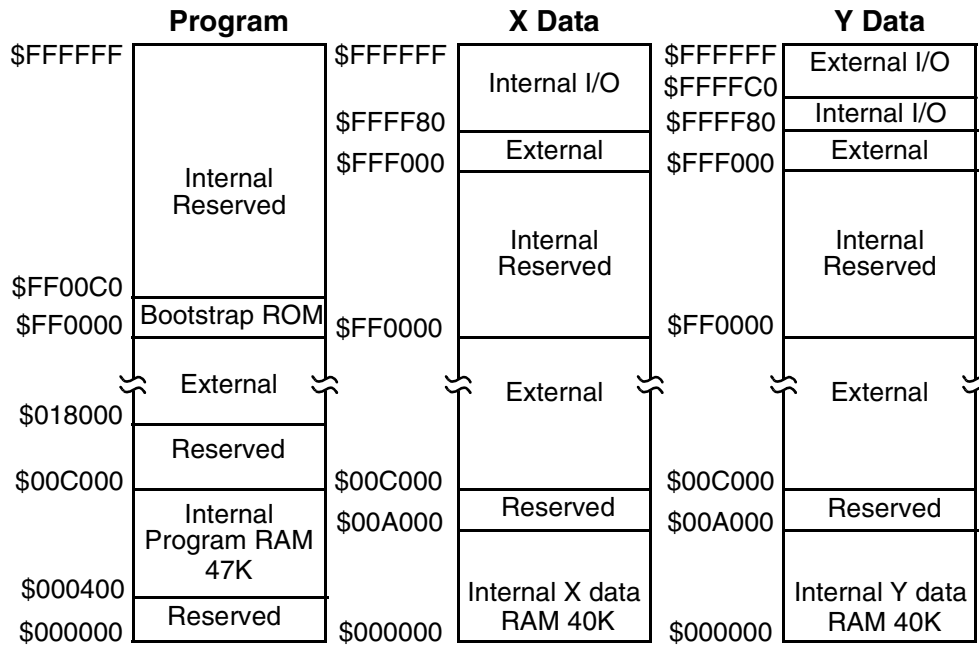 Program
$FFFFFF
Internal
Reserved
$FF00C0
Bootstrap ROM
$FF0000
External
$018000
Reserved
$00C000
Internal
Program RAM
47K
$000400
Reserved
$000000
X Data
$FFFFFF
Internal I/O
$FFFF80
External
$FFF000
Internal
Reserved
$FF0000
External
$00C000
Reserved
$00A000
Internal X data
RAM 40K
$000000
Y Data
$FFFFFF
External I/O
$FFFFC0
Internal I/O
$FFFF80
External
$FFF000
Internal
Reserved
$FF0000
External
$00C000
Reserved
$00A000
Internal Y data
RAM 40K
$000000